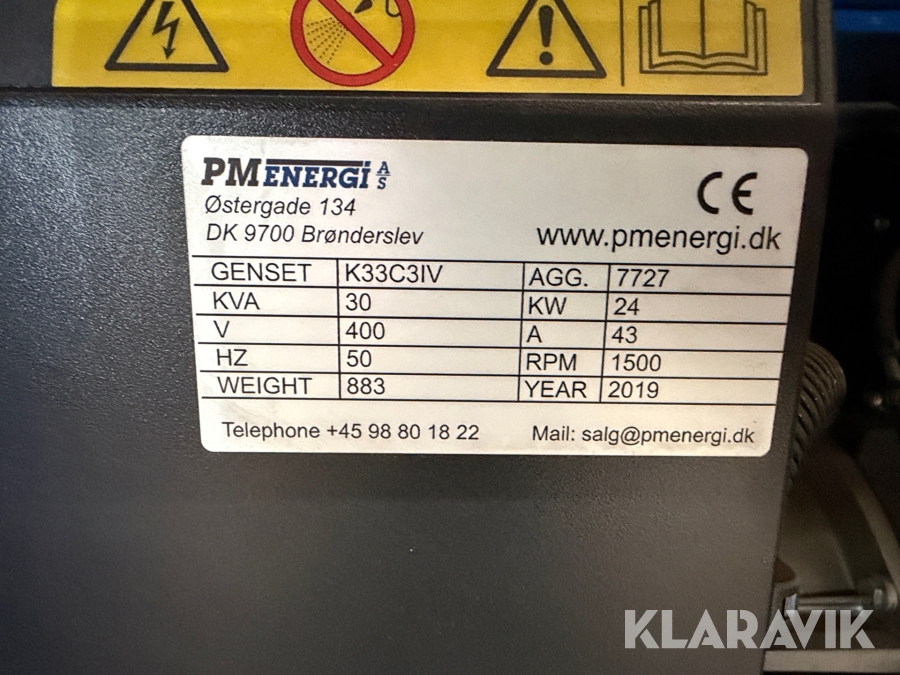 PMENERGI A/S
Østergade 134
DK 9700 Brønderslev
CE
www.pmenergi.dk
GENSET K33C3IV AGG. 7727
KVA 30 KW 24
V 400 A 43
HZ 50 RPM 1500
WEIGHT 883 YEAR 2019
Telephone +45 98 80 18 22 Mail: salg@pmenergi.dk
KLARAVIK